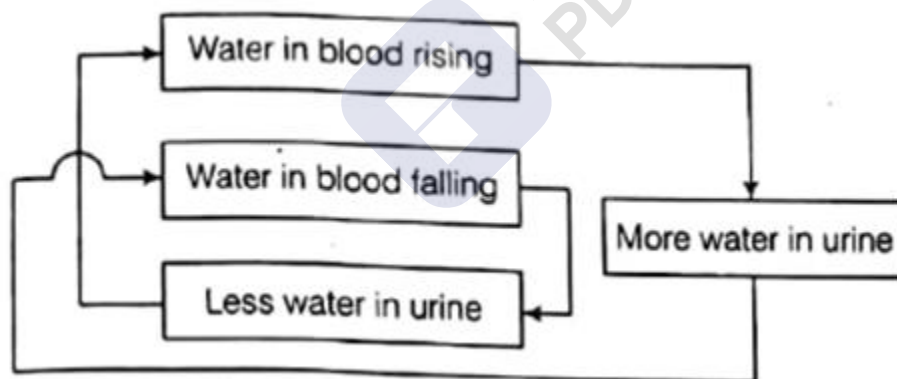 Water in blood rising
Water in blood falling
More water in urine
Less water in urine